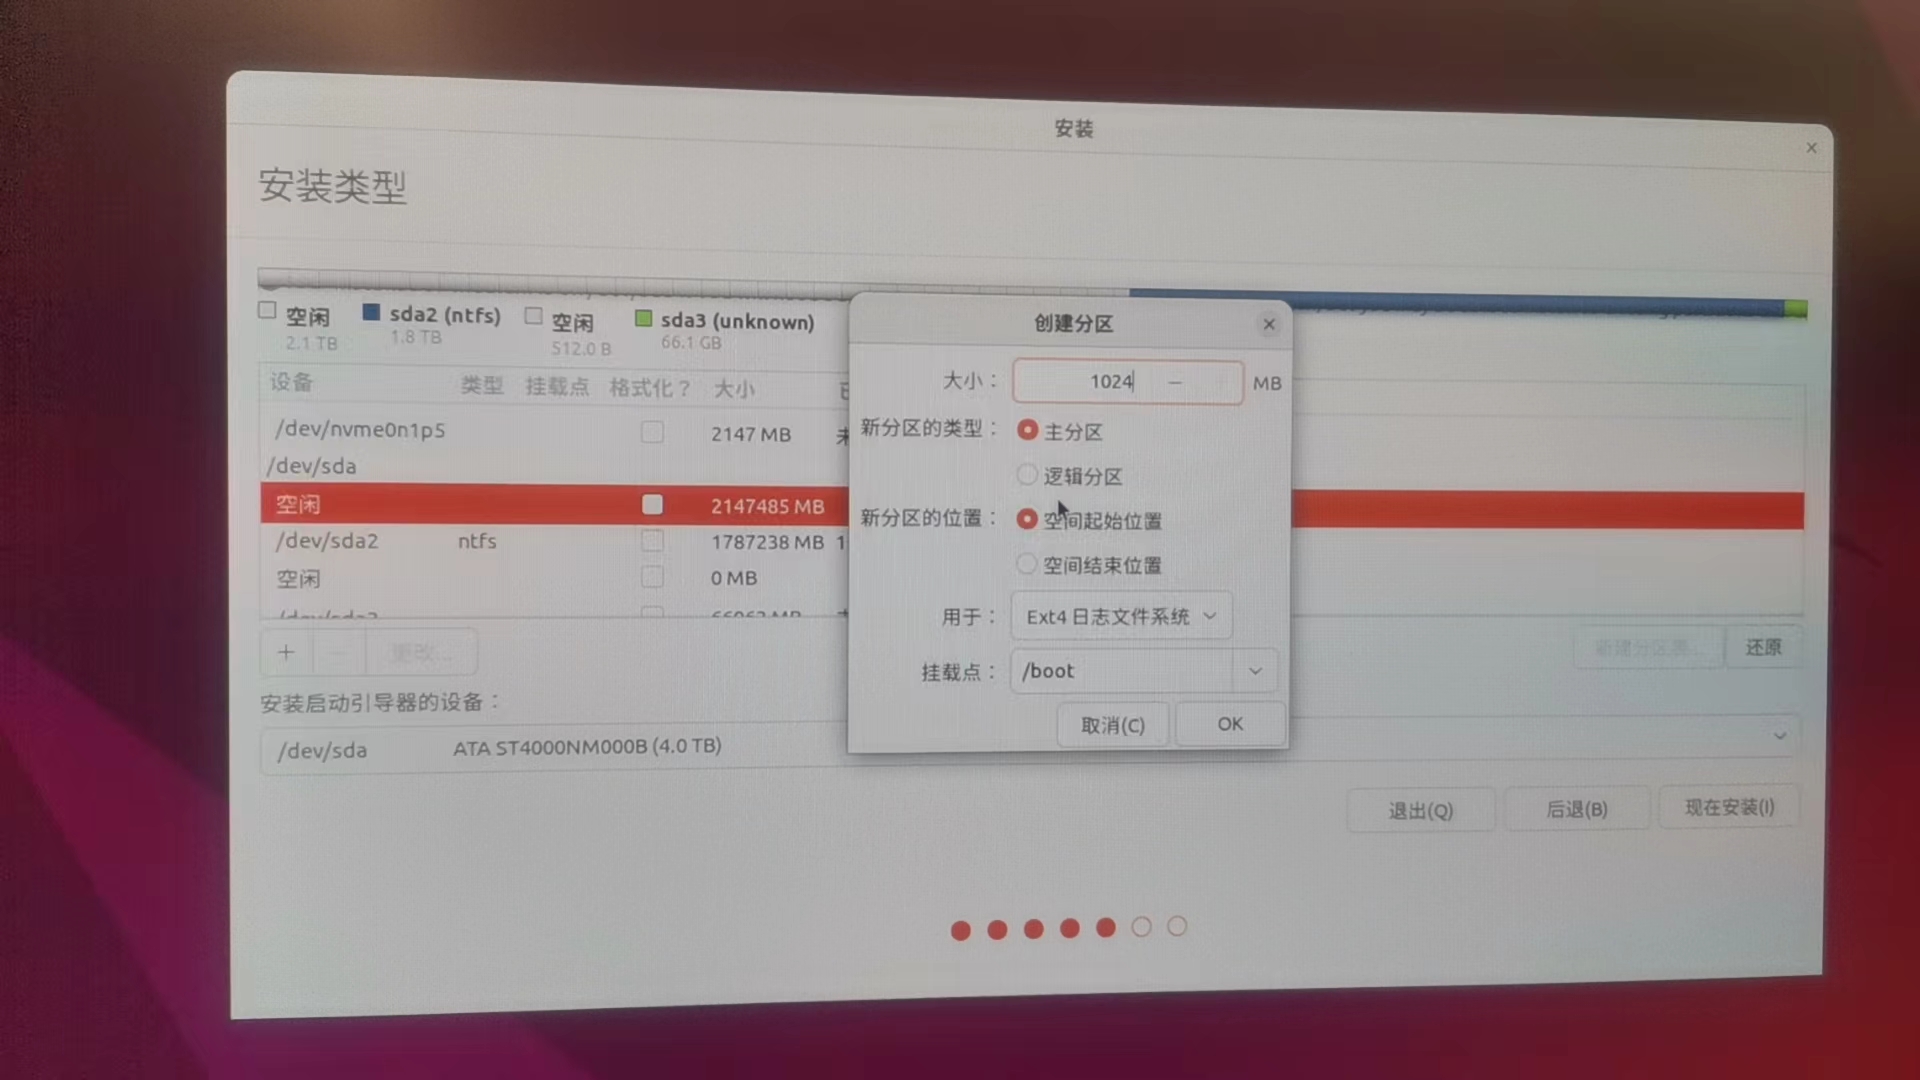 安装
安装类型
空闲
2.1 TB
sda2 (ntfs)
1.8 TB
空闲
512.0 B
sda3 (unknown)
66.1 GB
设备 类型 挂载点 格式化？ 大小
/dev/nvme0n1p5 2147 MB
/dev/sda
空闲 2147485 MB
/dev/sda2 ntfs 1787238 MB 1
空闲 0 MB
+ 更改...
还原
安装启动引导器的设备：
/dev/sda ATA ST4000NM000B (4.0 TB)
退出(Q) 后退(B) 现在安装(I)
创建分区
大小： 1024 MB
新分区的类型： 主分区
逻辑分区
新分区的位置： 空间起始位置
空间结束位置
用于： Ext4 日志文件系统
挂载点： /boot
取消(C) OK